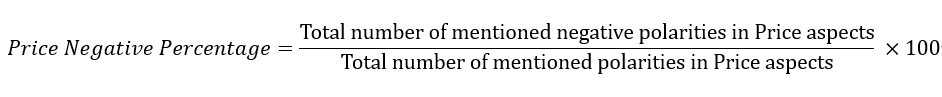 Price Negative Percentage = Total number of mentioned negative polarities in Price aspects / Total number of mentioned polarities in Price aspects × 100